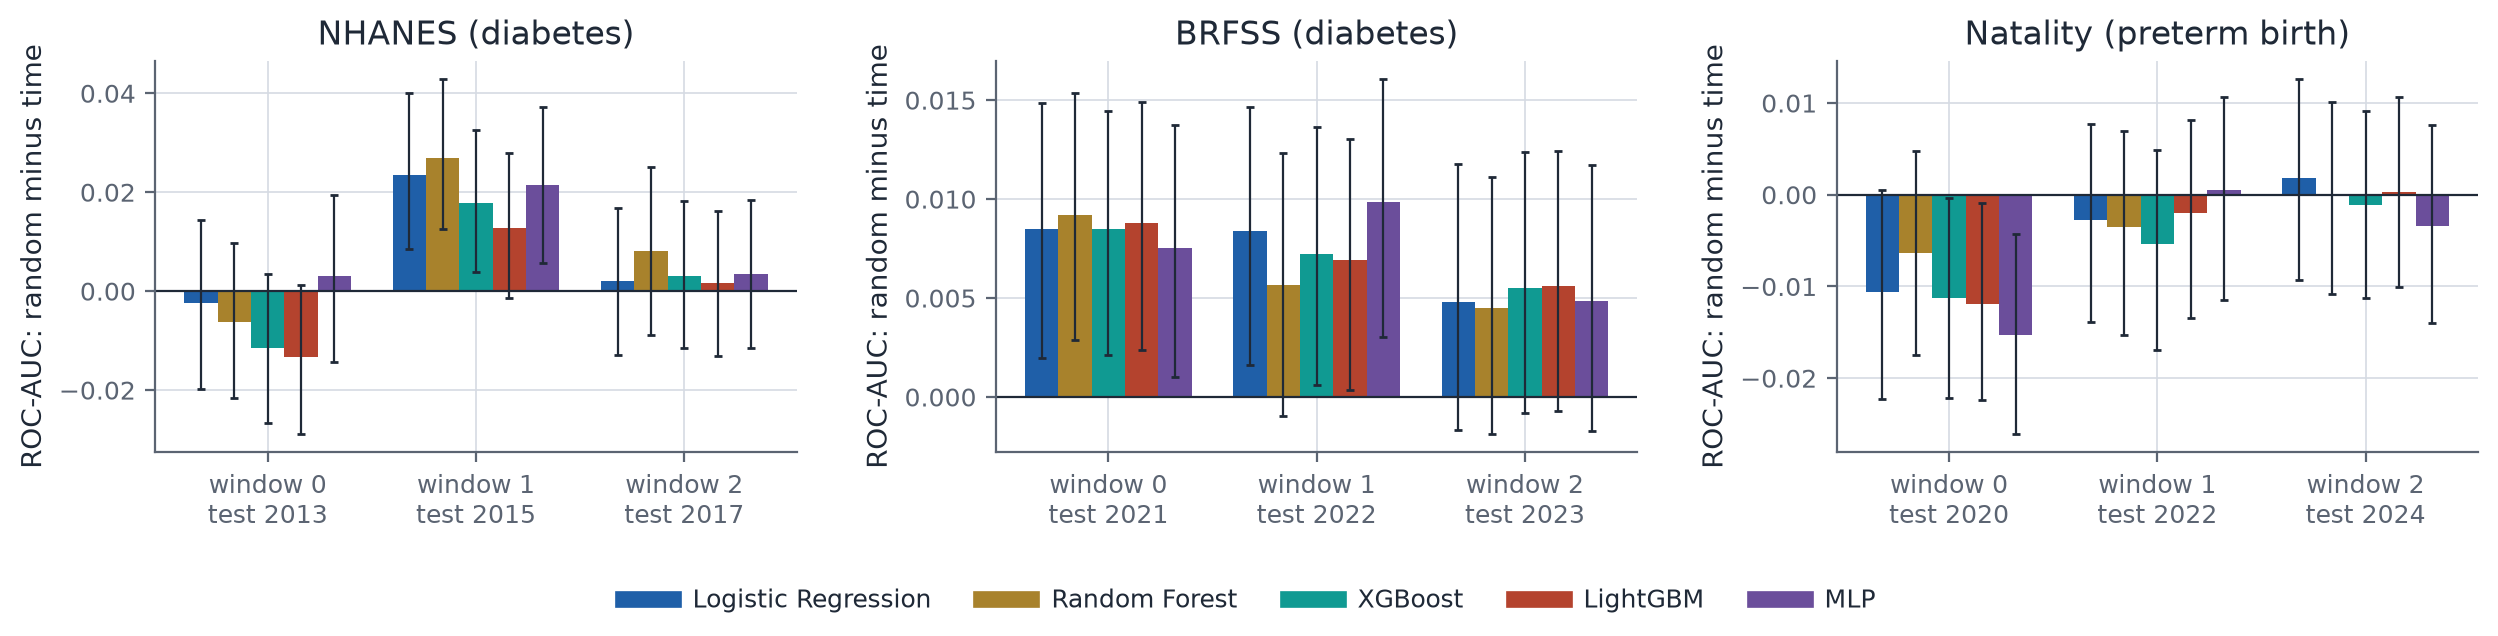 NHANES (diabetes)
ROC-AUC: random minus time
0.04
0.02
0.00
−0.02
window 0
test 2013
window 1
test 2015
window 2
test 2017
BRFSS (diabetes)
ROC-AUC: random minus time
0.015
0.010
0.005
0.000
window 0
test 2021
window 1
test 2022
window 2
test 2023
Natality (preterm birth)
ROC-AUC: random minus time
0.01
0.00
−0.01
−0.02
window 0
test 2020
window 1
test 2022
window 2
test 2024
Logistic Regression
Random Forest
XGBoost
LightGBM
MLP